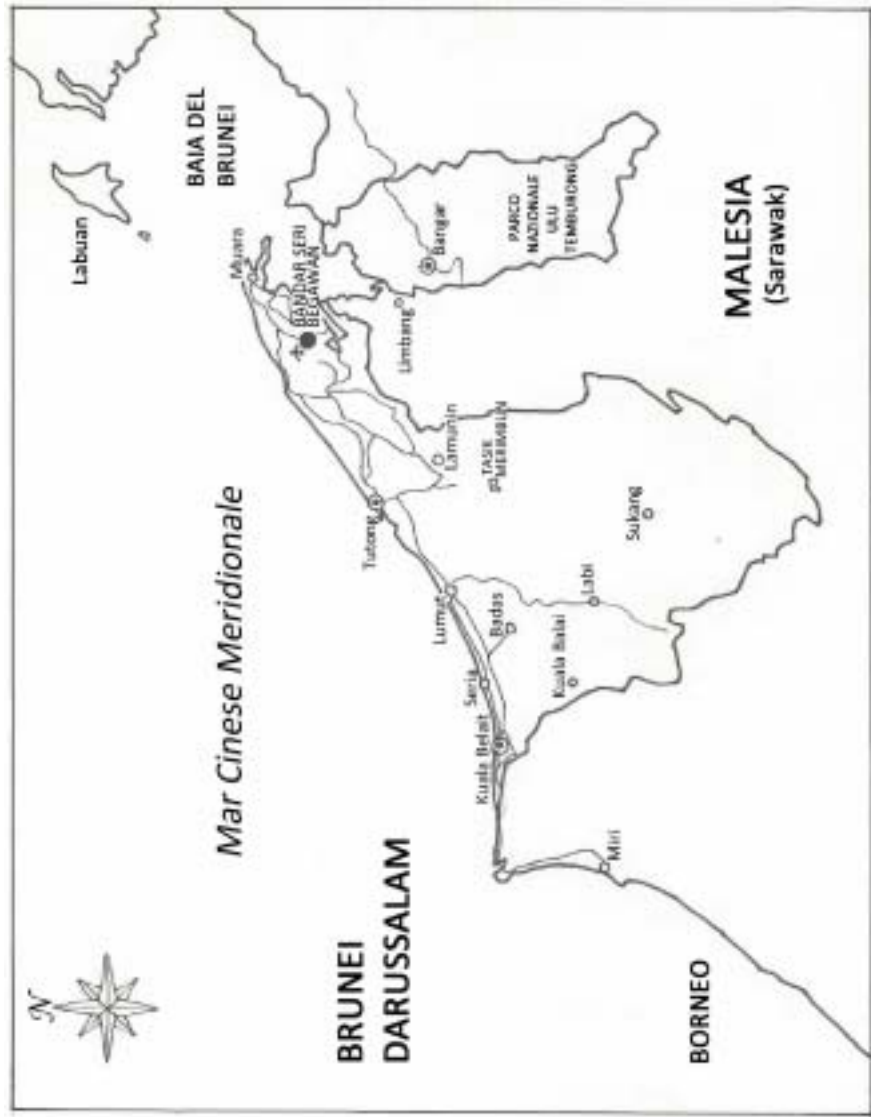 N
Labuan
BAIA DEL
BRUNEI
Muara
Mar Cinese Meridionale
BANDAR SERI
BEGAWAN
BRUNEI
DARUSSALAM
Tutong
Limbang
Bangar
Lumut
Lamunin
Seria
Kuala Belait
TASIK
MERIMBUN
Badas
PARCO
NAZIONALE
ULU
TEMBURONG
Kuala Balai
Labi
Sukang
Miri
BORNEO
MALESIA
(Sarawak)